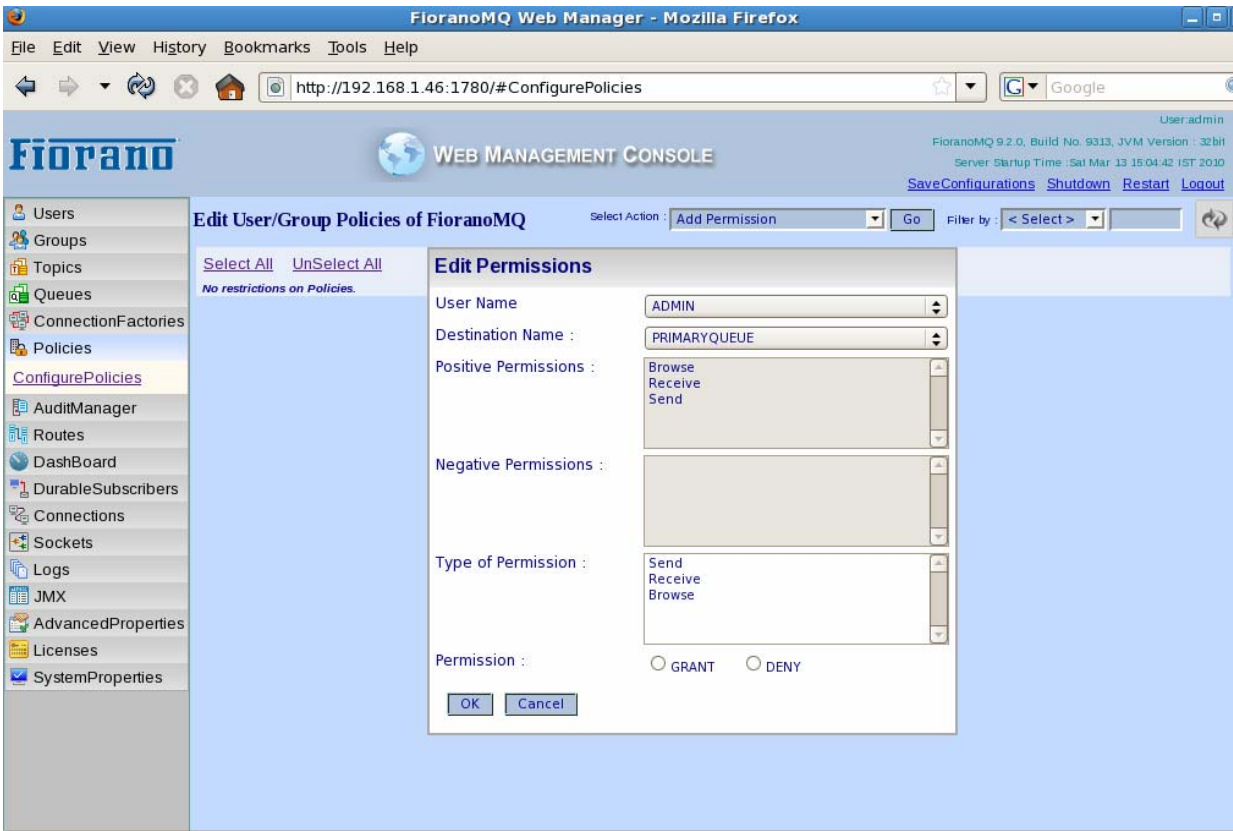 FioranoMQ Web Manager - Mozilla Firefox
File Edit View History Bookmarks Tools Help
http://192.168.1.46:1780/#ConfigurePolicies
G Google
User:admin
Fiorano
WEB MANAGEMENT CONSOLE
FioranoMQ 9.2.0, Build No. 9313, JVM Version : 32bit
Server Startup Time :Sat Mar 13 15:04:42 IST 2010
SaveConfigurations Shutdown Restart Logout
Edit User/Group Policies of FioranoMQ
Select Action : Add Permission Go Filter by : < Select >
Users
Groups
Topics
Queues
ConnectionFactories
Policies
ConfigurePolicies
AuditManager
Routes
DashBoard
DurableSubscribers
Connections
Sockets
Logs
JMX
AdvancedProperties
Licenses
SystemProperties
Select All UnSelect All
No restrictions on Policies.
Edit Permissions
User Name ADMIN
Destination Name : PRIMARYQUEUE
Positive Permissions : Browse
Receive
Send
Negative Permissions :
Type of Permission : Send
Receive
Browse
Permission : GRANT DENY
OK Cancel